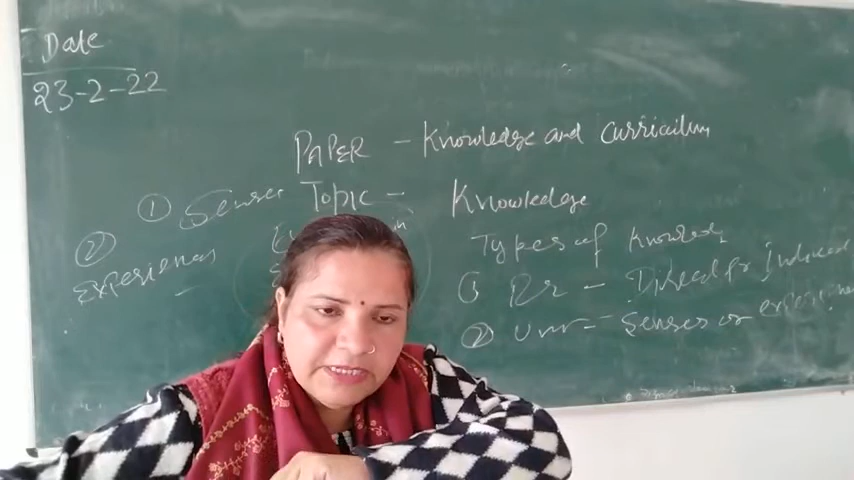 Date
23-2-22
PAPER - Knowledge and Curriculum
Topic - Knowledge
① Senses
② Experiences
in
Types of Knowledge
① Pr - Direct or Indirect
② Unr - Senses or